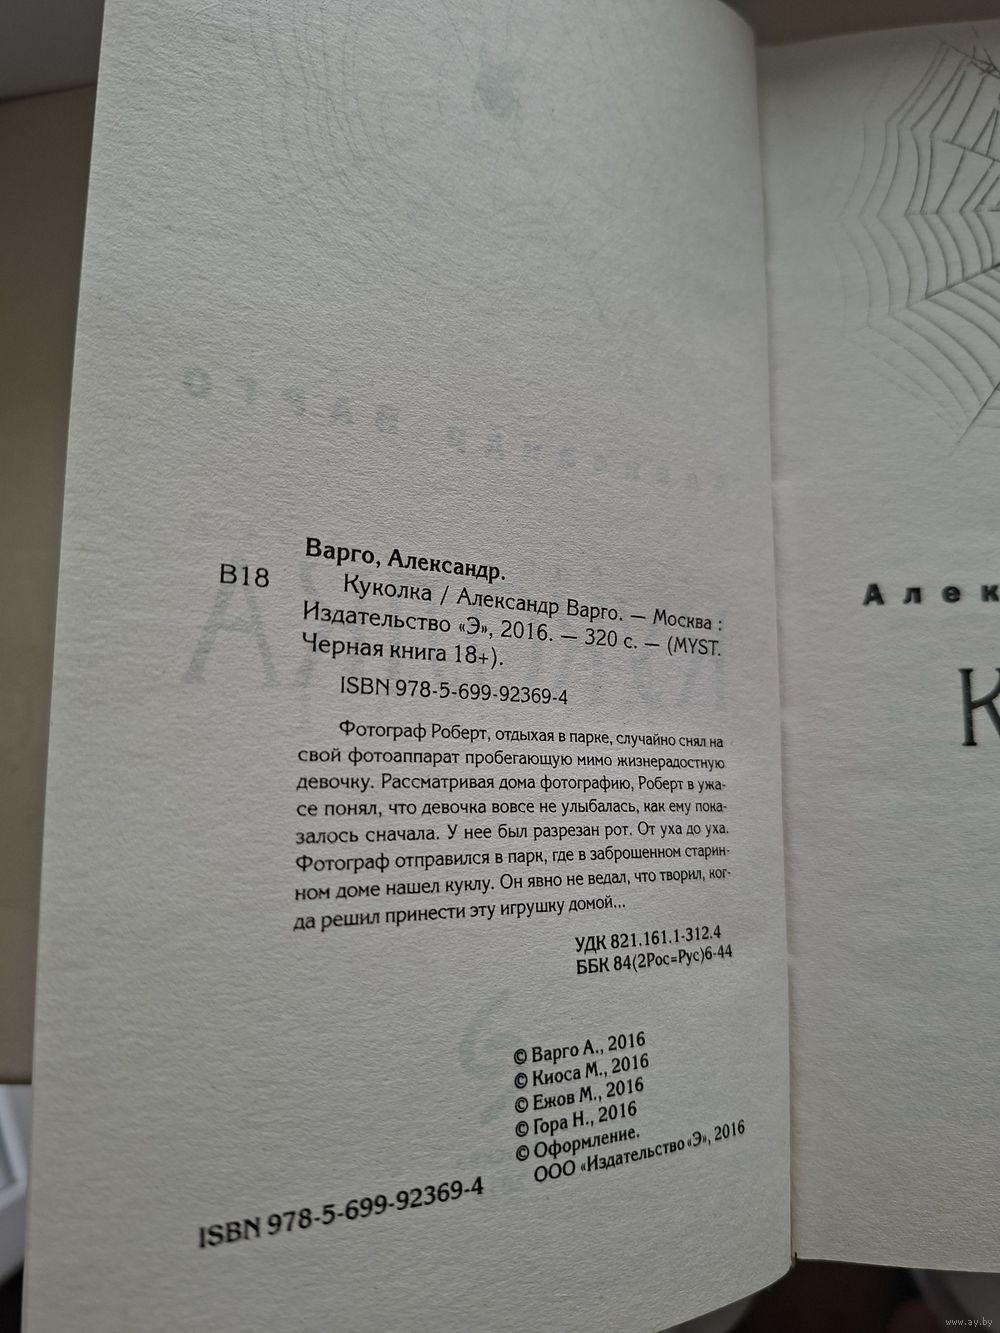 Варго, Александр.
В18
Куколка / Александр Варго. — Москва :
Издательство «Э», 2016. — 320 с. — (MYST.
Черная книга 18+).
ISBN 978-5-699-92369-4
Фотограф Роберт, отдыхая в парке, случайно снял на
свой фотоаппарат пробегающую мимо жизнерадостную
девочку. Рассматривая дома фотографию, Роберт в ужа-
се понял, что девочка вовсе не улыбалась, как ему пока-
залось сначала. У нее был разрезан рот. От уха до уха.
Фотограф отправился в парк, где в заброшенном старин-
ном доме нашел куклу. Он явно не ведал, что творил, ког-
да решил принести эту игрушку домой...
УДК 821.161.1-312.4
ББК 84(2Рос=Рус)6-44
© Варго А., 2016
© Киоса М., 2016
© Ежов М., 2016
© Гора Н., 2016
© Оформление.
ООО «Издательство «Э», 2016
ISBN 978-5-699-92369-4
Алек
К
www.ay.by